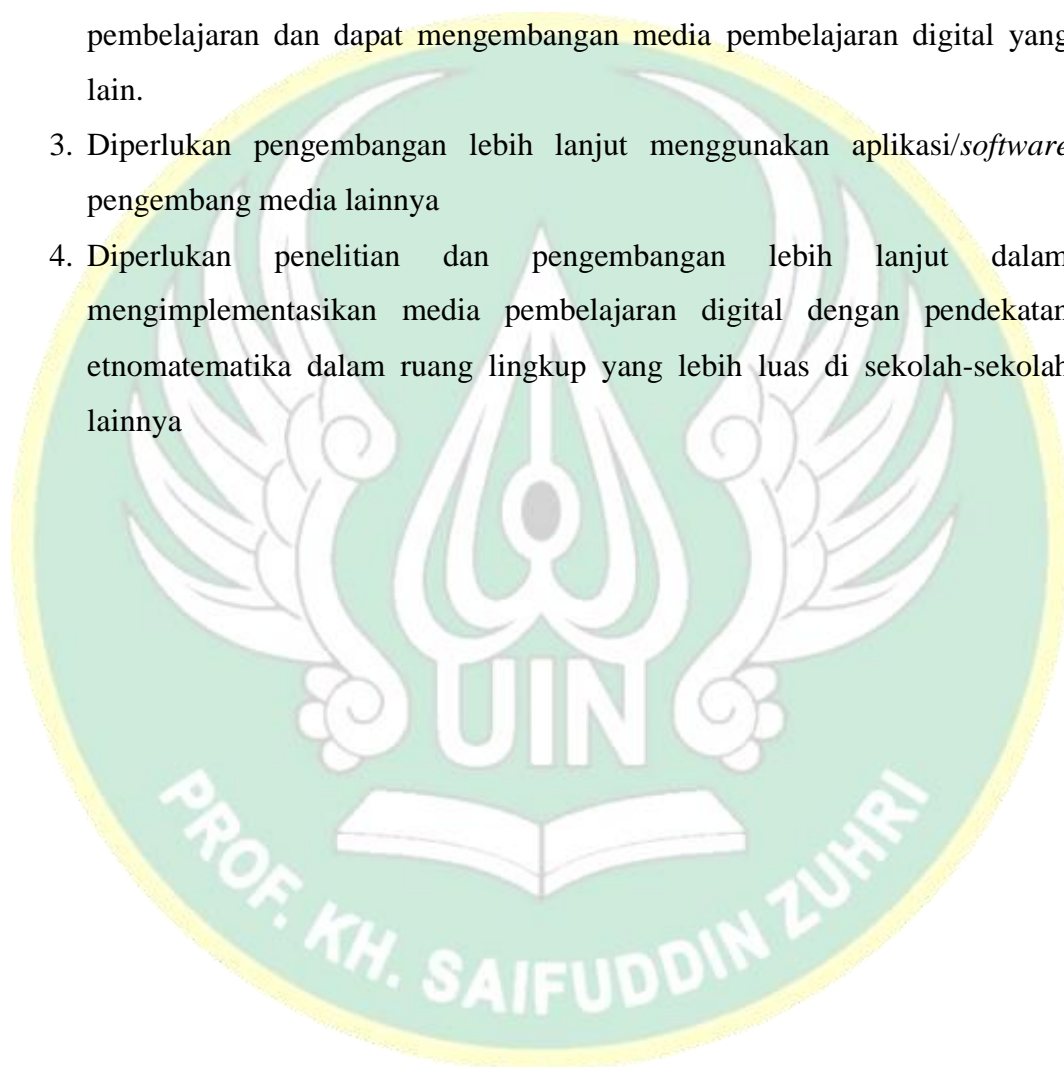 pembelajaran dan dapat mengembangan media pembelajaran digital yang
lain.
3. Diperlukan pengembangan lebih lanjut menggunakan aplikasi/software
pengembang media lainnya
4. Diperlukan penelitian dan pengembangan lebih lanjut dalam
mengimplementasikan media pembelajaran digital dengan pendekatan
etnomatematika dalam ruang lingkup yang lebih luas di sekolah-sekolah
lainnya
UIN
PROF. KH. SAIFUDDIN ZUHRI